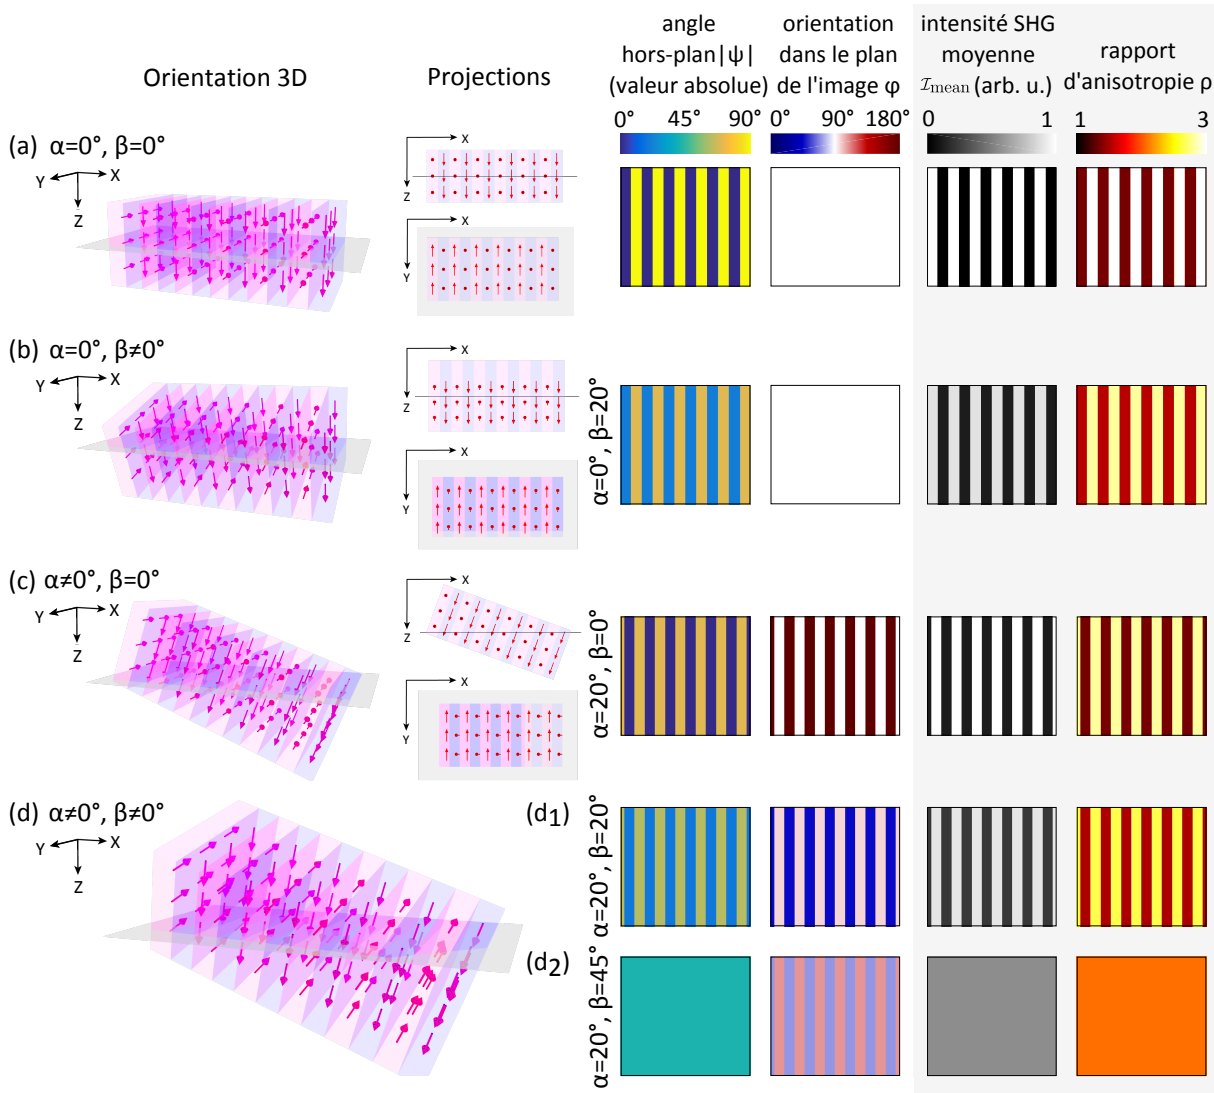 Orientation 3D
Projections
angle
hors-plan|ψ|
(valeur absolue)
orientation
dans le plan
de l'image φ
intensité SHG
moyenne
𝓘mean (arb. u.)
rapport
d'anisotropie ρ
0° 45° 90°
0° 90° 180°
0 1
1 3
(a) α=0°, β=0°
Y X
Z
X
Z
X
Y
(b) α=0°, β≠0°
Y X
Z
X
Z
X
Y
α=0°, β=20°
(c) α≠0°, β=0°
Y X
Z
X
Z
X
Y
α=20°, β=0°
(d) α≠0°, β≠0°
Y X
Z
(d1)
α=20°, β=20°
(d2)
α=20°, β=45°